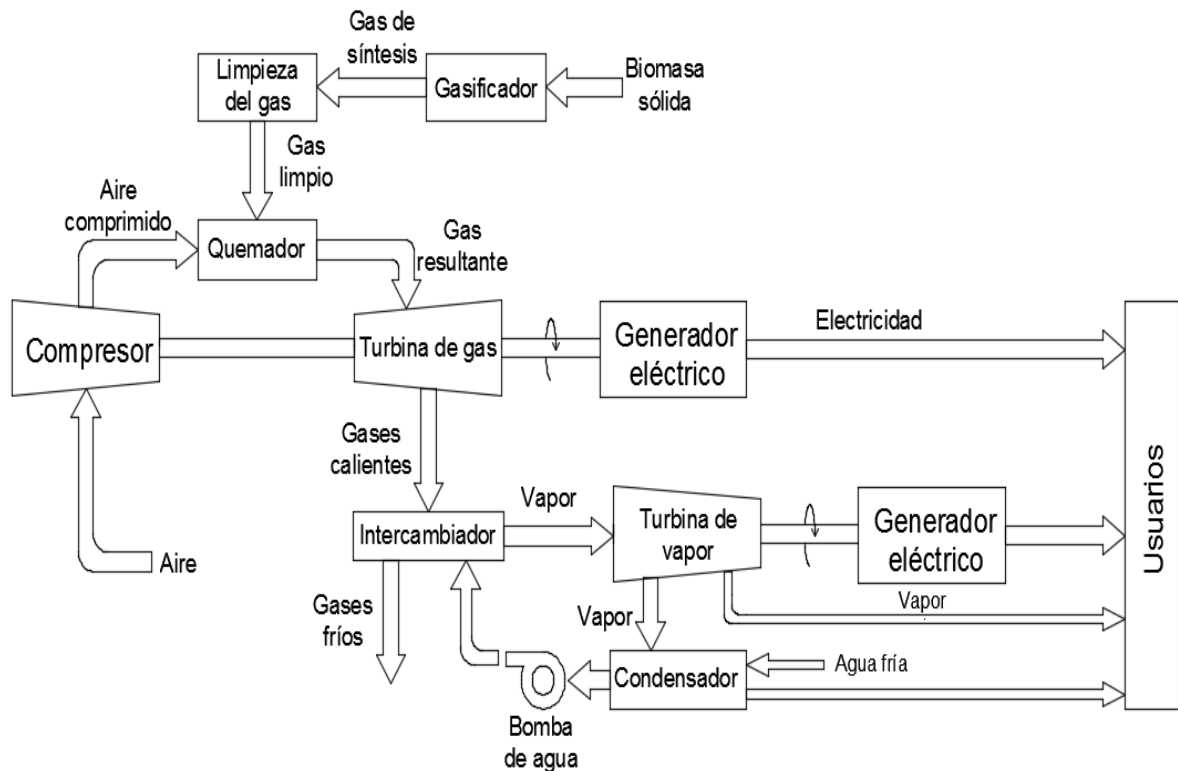 Gas de
síntesis
Limpieza
del gas
Gasificador
Biomasa
sólida
Gas
limpio
Aire
comprimido
Quemador
Gas
resultante
Compresor
Turbina de gas
Generador
eléctrico
Electricidad
Usuarios
Gases
calientes
Vapor
Intercambiador
Turbina de
vapor
Generador
eléctrico
Aire
Gases
fríos
Vapor
Vapor
Condensador
Agua fría
Bomba
de agua